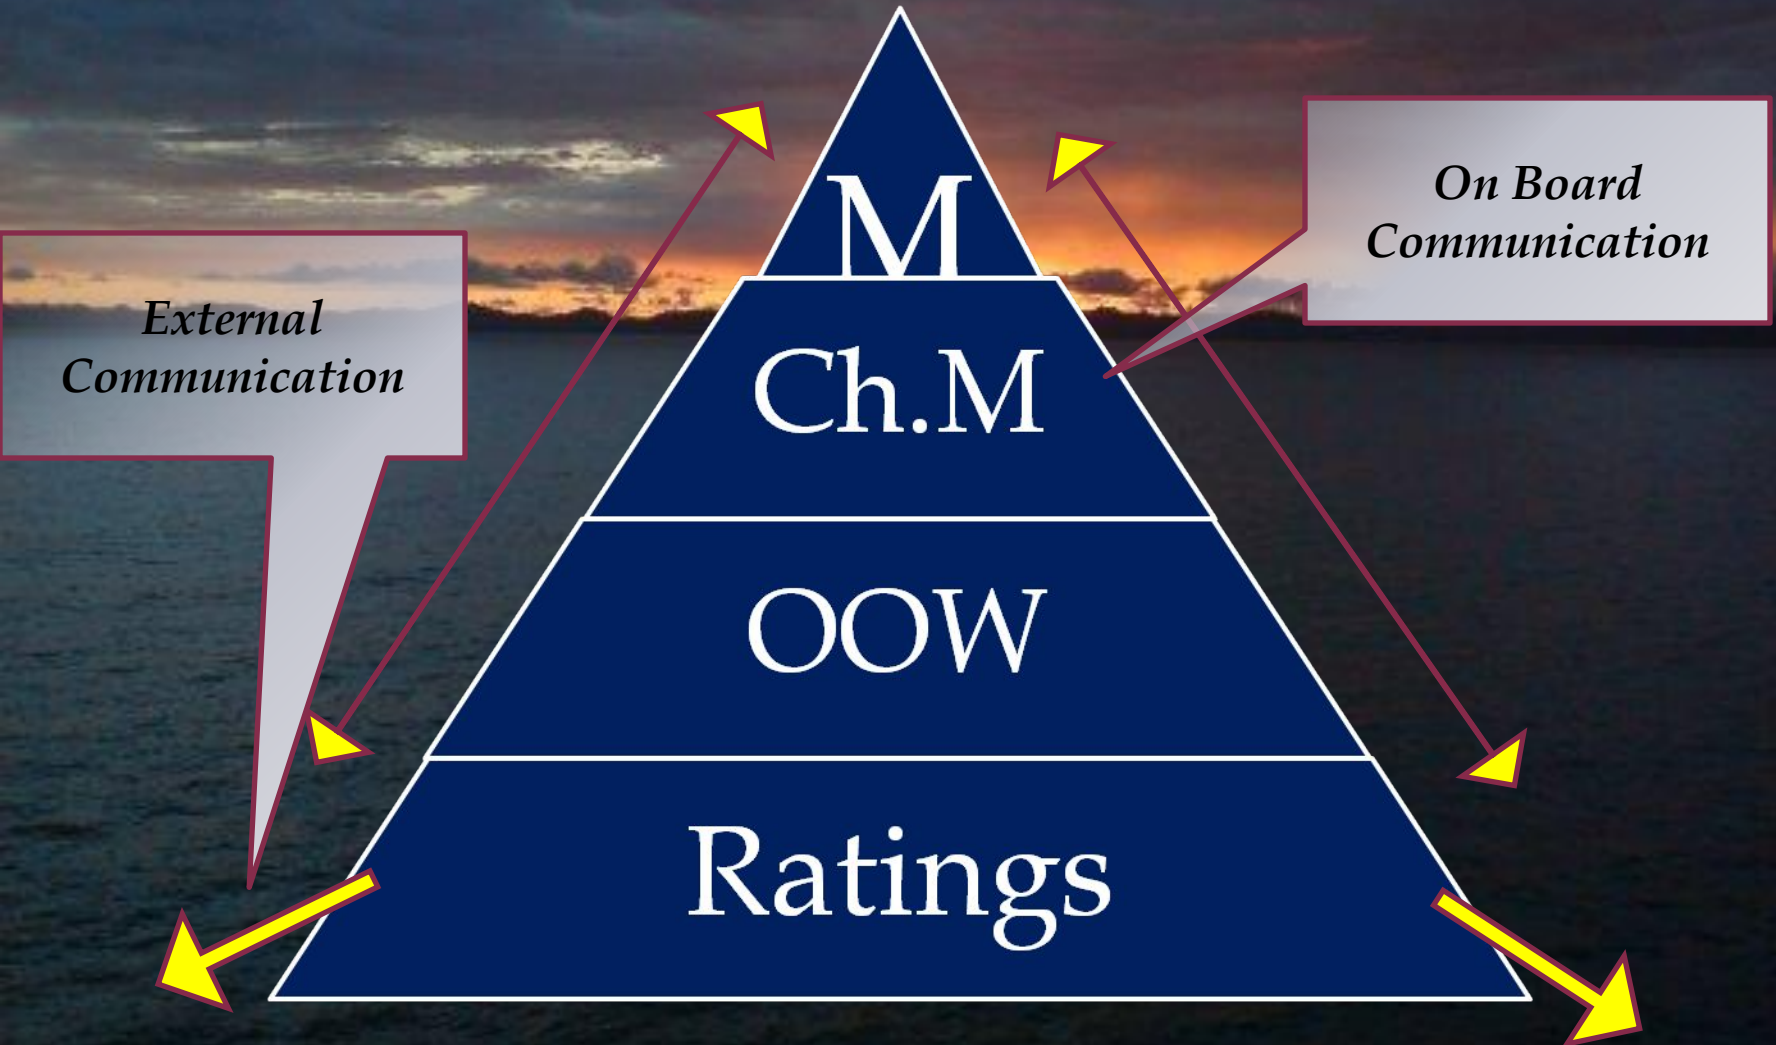 M
On Board
Communication
External
Communication
Ch.M
OOW
Ratings